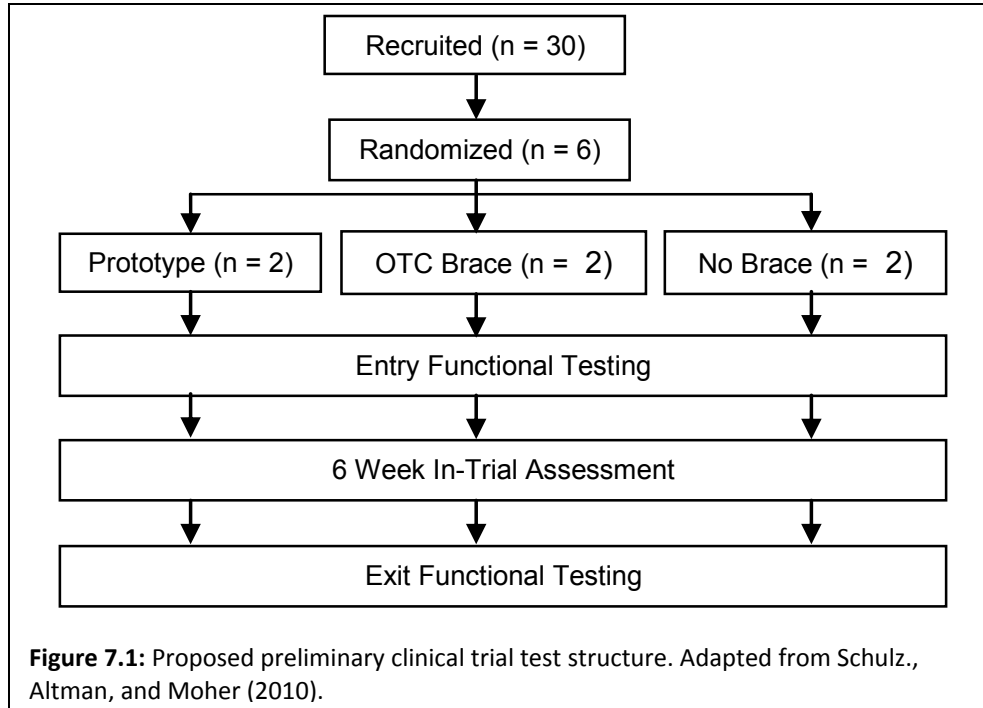 Recruited (n = 30)
Randomized (n = 6)
Prototype (n = 2)
OTC Brace (n = 2)
No Brace (n = 2)
Entry Functional Testing
6 Week In-Trial Assessment
Exit Functional Testing
Figure 7.1: Proposed preliminary clinical trial test structure. Adapted from Schulz.,
Altman, and Moher (2010).